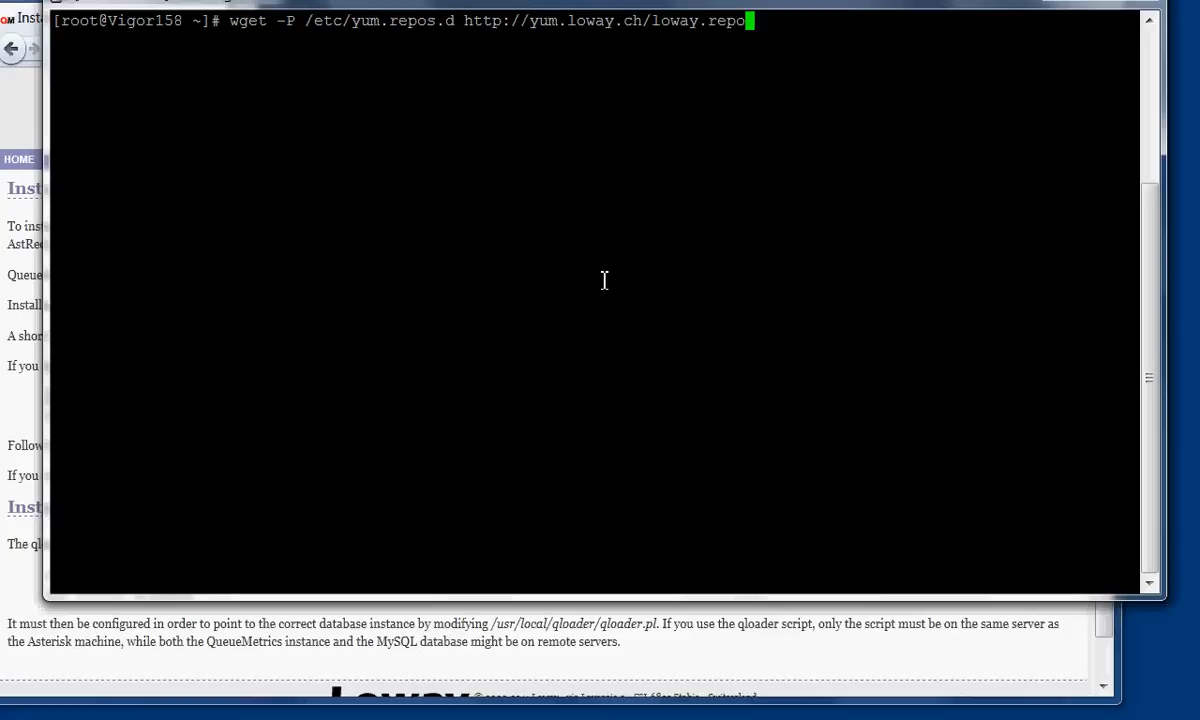 Insta
[root@Vigor158 ~]# wget -P /etc/yum.repos.d http://yum.loway.ch/loway.repo
HOME
Inst
To ins
AstRe
Queue
Install
A shor
If you
Follow
If you
Inst
The ql
It must then be configured in order to point to the correct database instance by modifying /usr/local/qloader/qloader.pl. If you use the qloader script, only the script must be on the same server as
the Asterisk machine, while both the QueueMetrics instance and the MySQL database might be on remote servers.
Loway